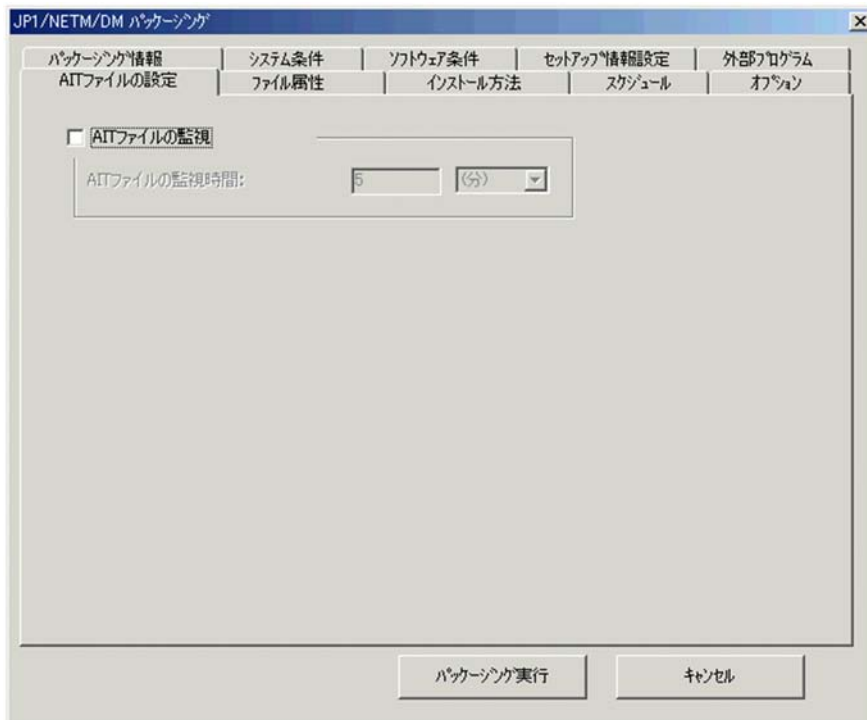 JP1/NETM/DM パッケージング
パッケージング情報 システム条件 ソフトウェア条件 セットアップ情報設定 外部プログラム
AITファイルの設定 ファイル属性 インストール方法 スケジュール オプション
AITファイルの監視
AITファイルの監視時間: 5 (分)
パッケージング実行 キャンセル